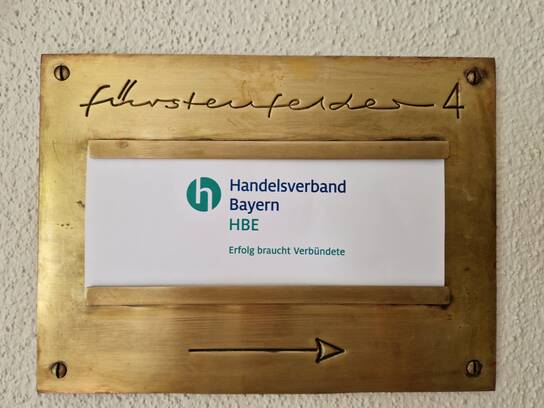 fürstenfelder 4
h Handelsverband
Bayern
HBE
Erfolg braucht Verbündete